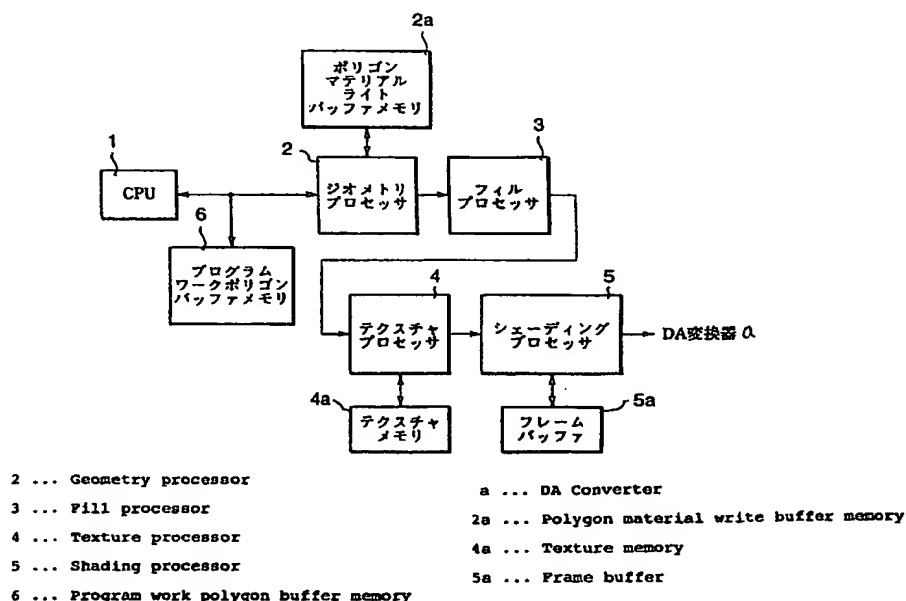 2a
ポリゴン
マテリアル
ライト
バッファメモリ
1
CPU
2
ジオメトリ
プロセッサ
3
フィル
プロセッサ
6
プログラム
ワークポリゴン
バッファメモリ
4
テクスチャ
プロセッサ
5
シェーディング
プロセッサ
DA変換器 a
4a
テクスチャ
メモリ
5a
フレーム
バッファ
2 ... Geometry processor
3 ... Fill processor
4 ... Texture processor
5 ... Shading processor
6 ... Program work polygon buffer memory
a ... DA Converter
2a ... Polygon material write buffer memory
4a ... Texture memory
5a ... Frame buffer